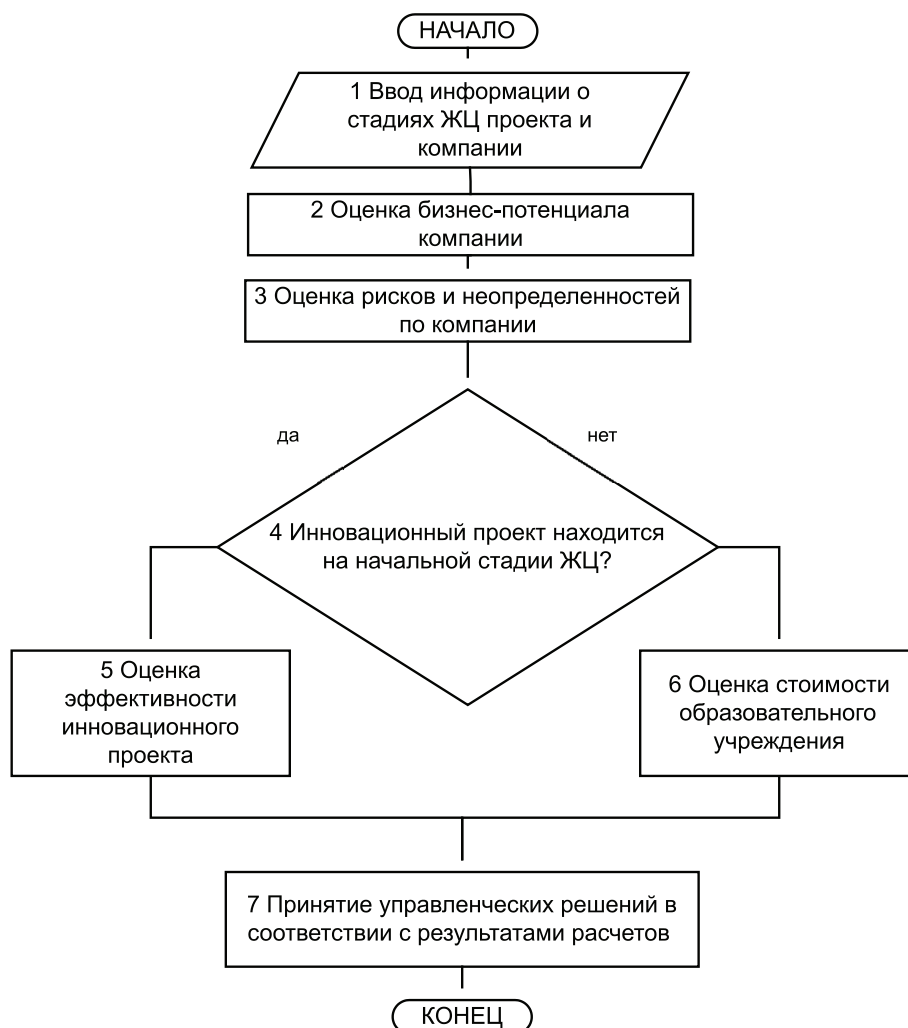 НАЧАЛО
1 Ввод информации о
стадиях ЖЦ проекта и
компании
2 Оценка бизнес-потенциала
компании
3 Оценка рисков и неопределенностей
по компании
да
нет
4 Инновационный проект находится
на начальной стадии ЖЦ?
5 Оценка
эффективности
инновационного
проекта
6 Оценка стоимости
образовательного
учреждения
7 Принятие управленческих решений в
соответствии с результатами расчетов
КОНЕЦ